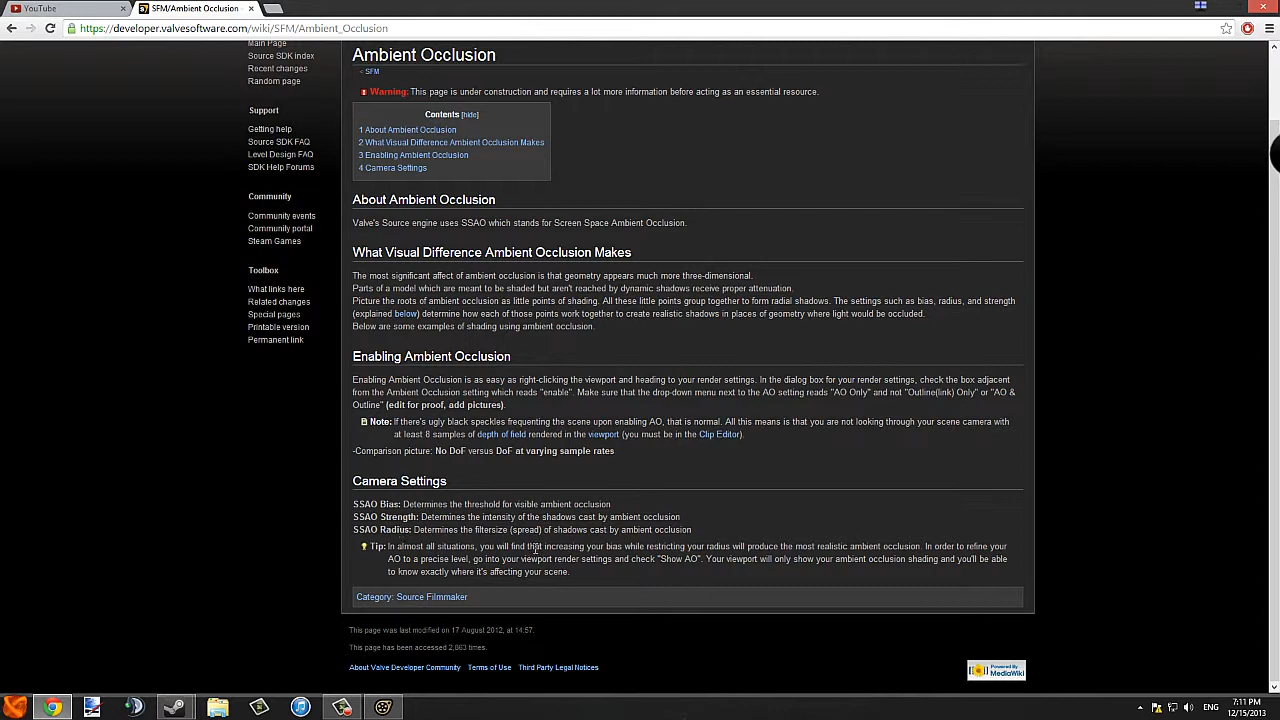 YouTube
SFM/Ambient Occlusion -
https://developer.valvesoftware.com/wiki/SFM/Ambient_Occlusion
Main Page
Source SDK index
Recent changes
Random page
Support
Getting help
Source SDK FAQ
Level Design FAQ
SDK Help Forums
Community
Community events
Community portal
Steam Games
Toolbox
What links here
Related changes
Special pages
Printable version
Permanent link
Ambient Occlusion
< SFM
Warning: This page is under construction and requires a lot more information before acting as an essential resource.
Contents [hide]
1 About Ambient Occlusion
2 What Visual Difference Ambient Occlusion Makes
3 Enabling Ambient Occlusion
4 Camera Settings
About Ambient Occlusion
Valve's Source engine uses SSAO which stands for Screen Space Ambient Occlusion.
What Visual Difference Ambient Occlusion Makes
The most significant affect of ambient occlusion is that geometry appears much more three-dimensional.
Parts of a model which are meant to be shaded but aren't reached by dynamic shadows receive proper attenuation.
Picture the roots of ambient occlusion as little points of shading. All these little points group together to form radial shadows. The settings such as bias, radius, and strength
(explained below) determine how each of those points work together to create realistic shadows in places of geometry where light would be occluded.
Below are some examples of shading using ambient occlusion.
Enabling Ambient Occlusion
Enabling Ambient Occlusion is as easy as right-clicking the viewport and heading to your render settings. In the dialog box for your render settings, check the box adjacent
from the Ambient Occlusion setting which reads "enable". Make sure that the drop-down menu next to the AO setting reads "AO Only" and not "Outline(link) Only" or "AO &
Outline" (edit for proof, add pictures).
Note: If there's ugly black speckles frequenting the scene upon enabling AO, that is normal. All this means is that you are not looking through your scene camera with
at least 8 samples of depth of field rendered in the viewport (you must be in the Clip Editor).
-Comparison picture: No DoF versus DoF at varying sample rates
Camera Settings
SSAO Bias: Determines the threshold for visible ambient occlusion
SSAO Strength: Determines the intensity of the shadows cast by ambient occlusion
SSAO Radius: Determines the filtersize (spread) of shadows cast by ambient occlusion
Tip: In almost all situations, you will find that increasing your bias while restricting your radius will produce the most realistic ambient occlusion. In order to refine your
AO to a precise level, go into your viewport render settings and check "Show AO". Your viewport will only show your ambient occlusion shading and you'll be able
to know exactly where it's affecting your scene.
Category: Source Filmmaker
This page was last modified on 17 August 2012, at 14:57.
This page has been accessed 2,863 times.
About Valve Developer Community Terms of Use Third Party Legal Notices
Powered By
MediaWiki
ENG
7:11 PM
12/15/2013